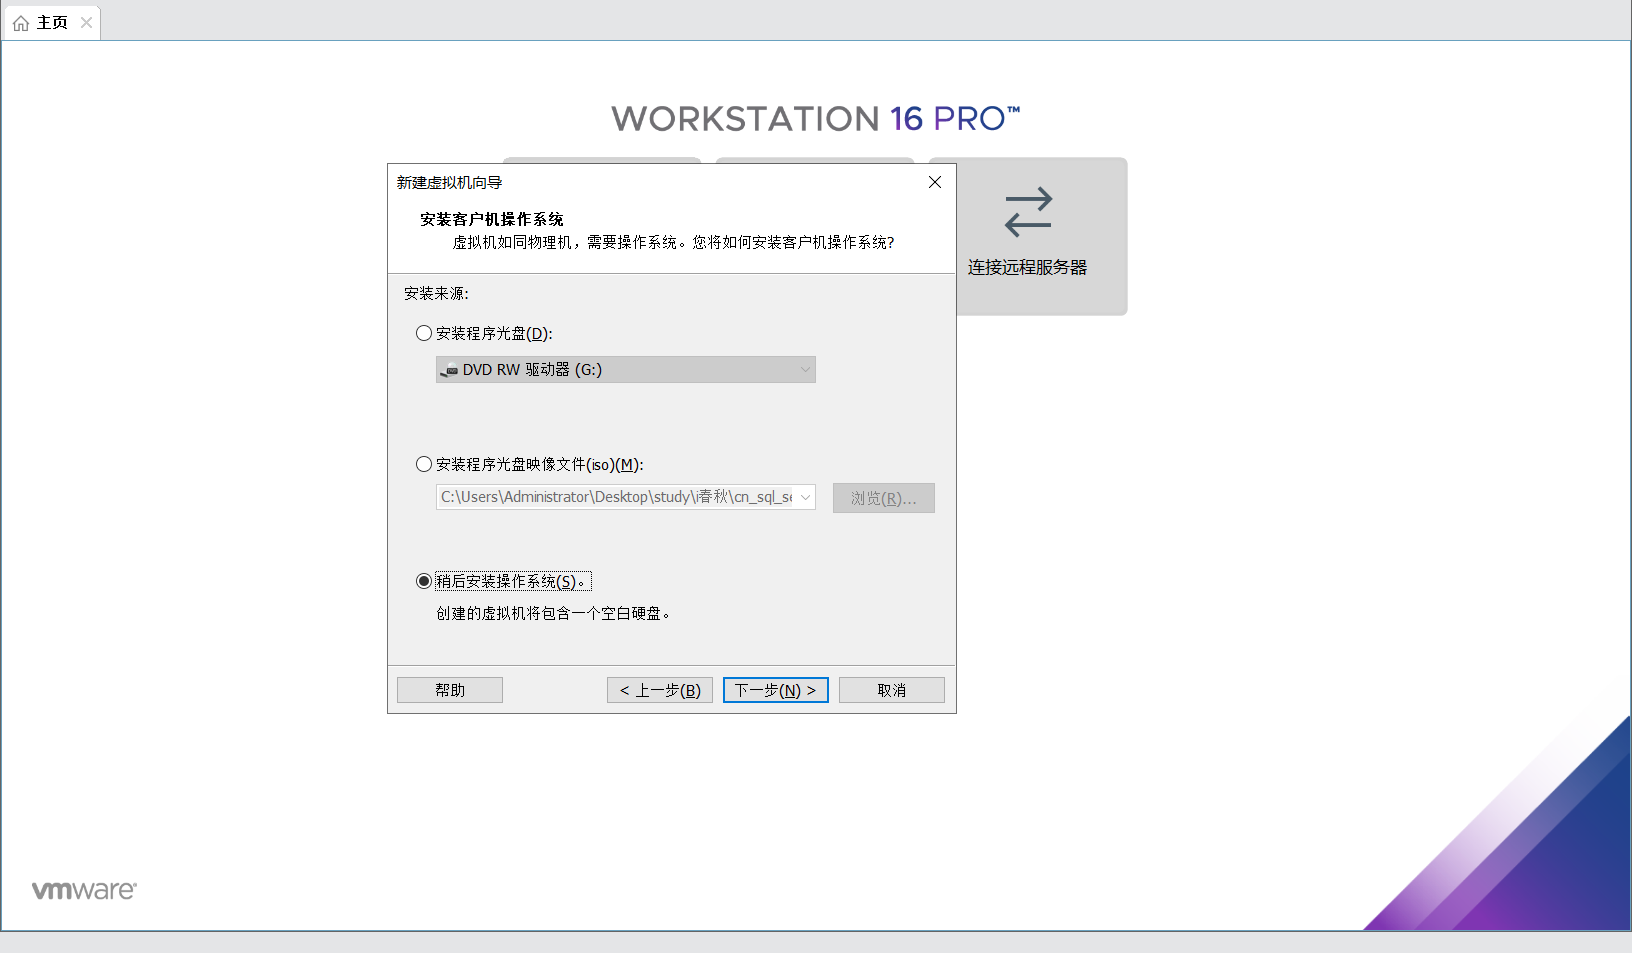 主页
WORKSTATION 16 PRO™
新建虚拟机向导
安装客户机操作系统
虚拟机如同物理机，需要操作系统。您将如何安装客户机操作系统?
连接远程服务器
安装来源:
安装程序光盘(D):
DVD RW 驱动器 (G:)
安装程序光盘映像文件(iso)(M):
C:\Users\Administrator\Desktop\study\i春秋\cn_sql_se
浏览(R)...
稍后安装操作系统(S)。
创建的虚拟机将包含一个空白硬盘。
帮助
< 上一步(B)
下一步(N) >
取消
vmware